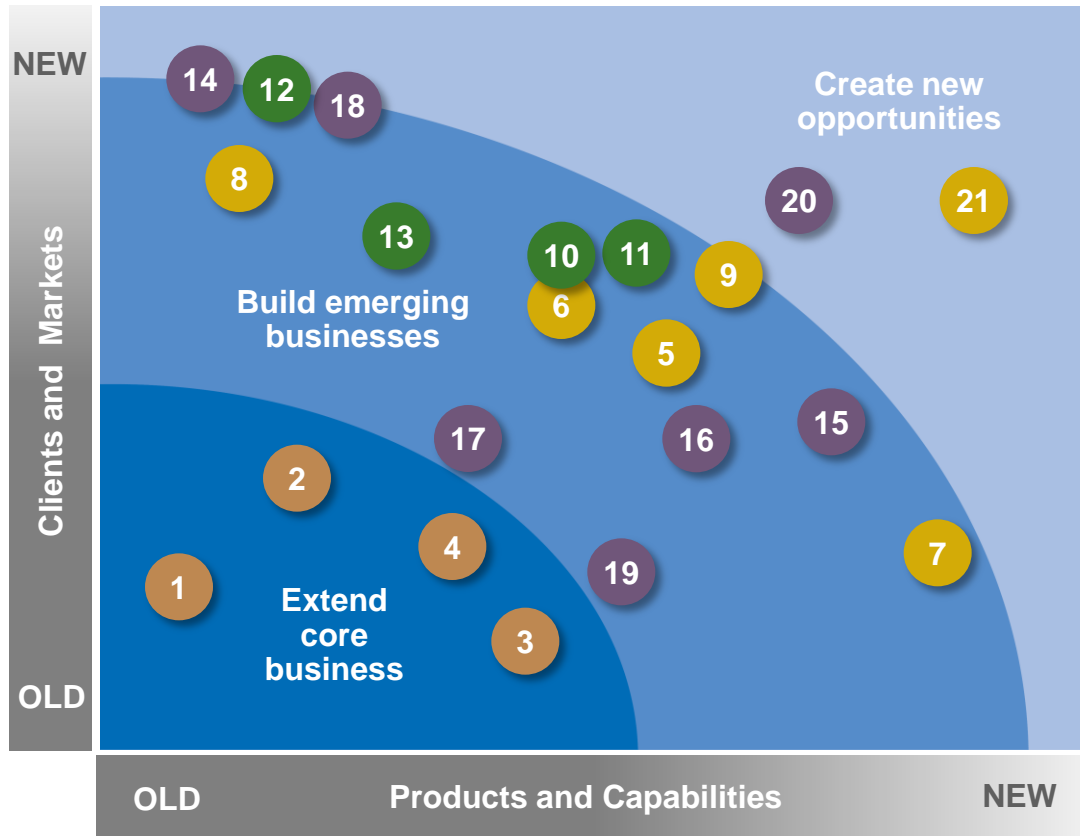 NEW
Clients and Markets
OLD
14
12
18
Create new
opportunities
8
20
21
13
10
11
9
Build emerging
businesses
6
5
17
16
15
2
4
7
1
19
Extend
core
business
3
OLD
Products and Capabilities
NEW